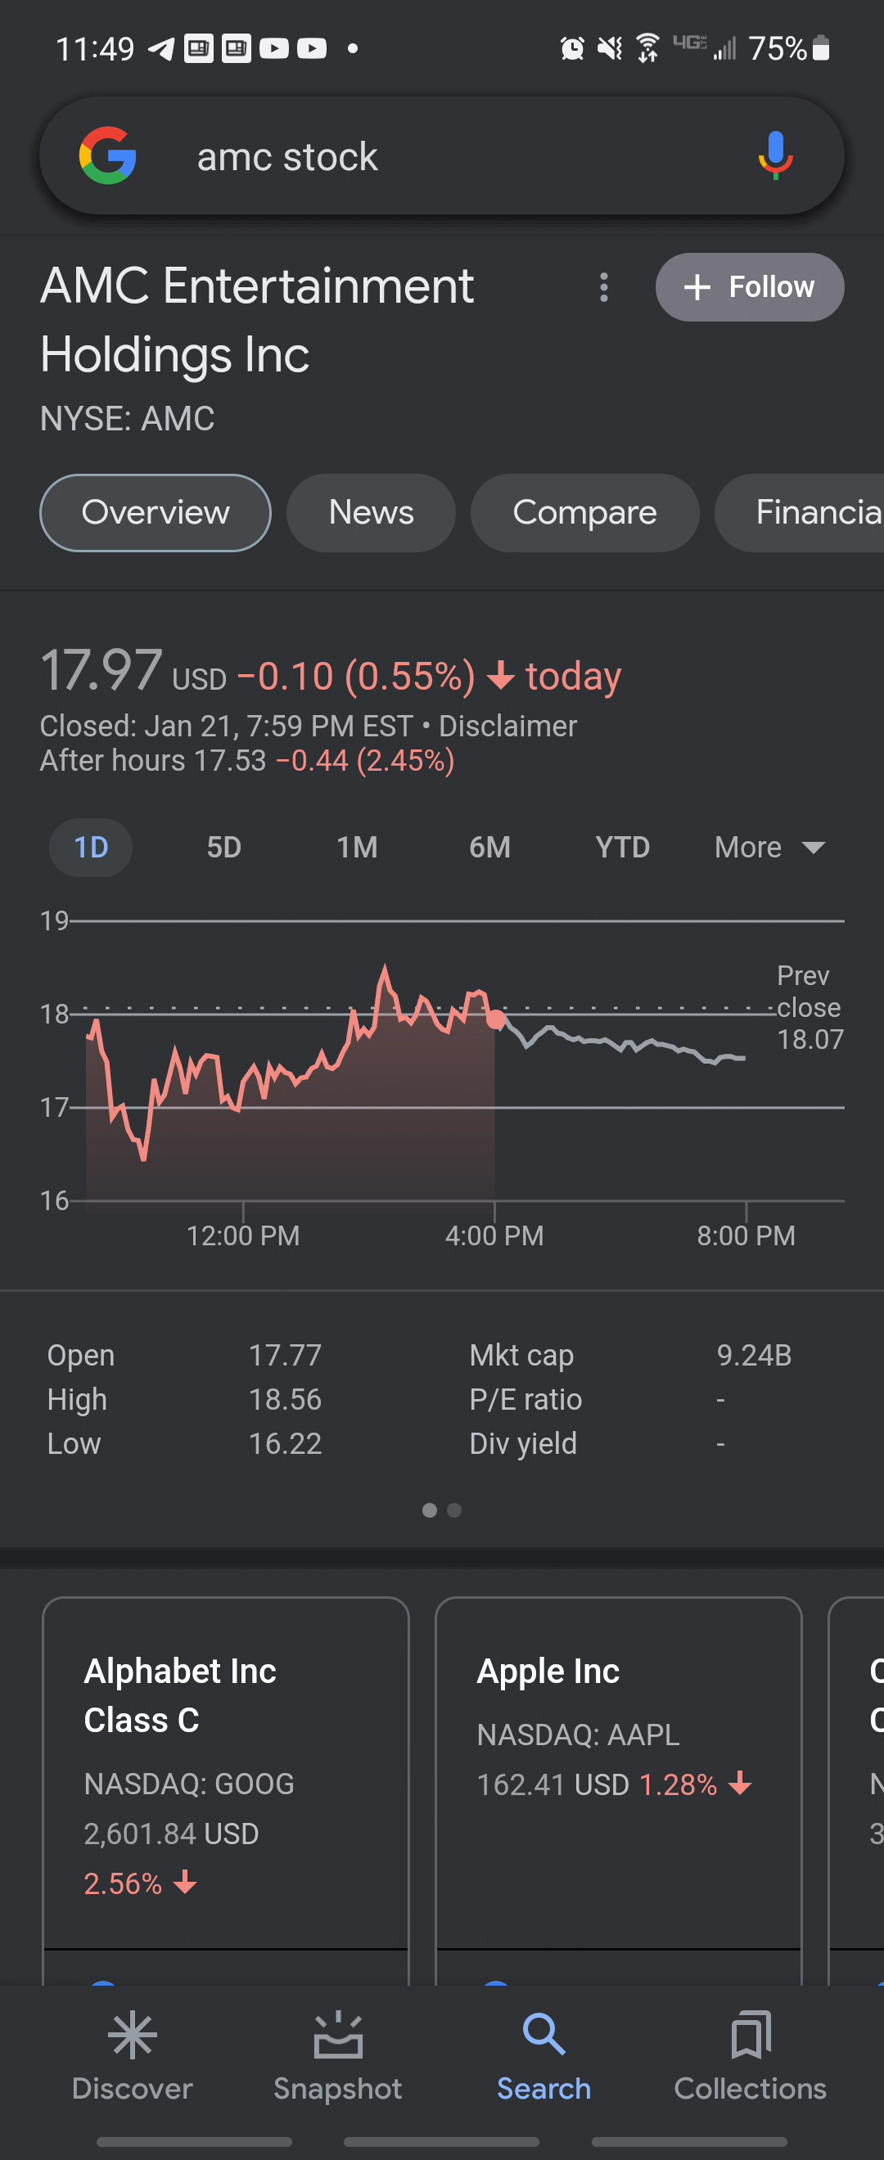 11:49
4GE 75%
amc stock
AMC Entertainment
Holdings Inc
+ Follow
NYSE: AMC
Overview
News
Compare
Financia
17.97 USD −0.10 (0.55%) ↓ today
Closed: Jan 21, 7:59 PM EST • Disclaimer
After hours 17.53 −0.44 (2.45%)
1D 5D 1M 6M YTD More
19
18
17
16
Prev
close
18.07
12:00 PM 4:00 PM 8:00 PM
Open 17.77 Mkt cap 9.24B
High 18.56 P/E ratio -
Low 16.22 Div yield -
Alphabet Inc
Class C
NASDAQ: GOOG
2,601.84 USD
2.56% ↓
Apple Inc
NASDAQ: AAPL
162.41 USD 1.28% ↓
N
3
Discover Snapshot Search Collections